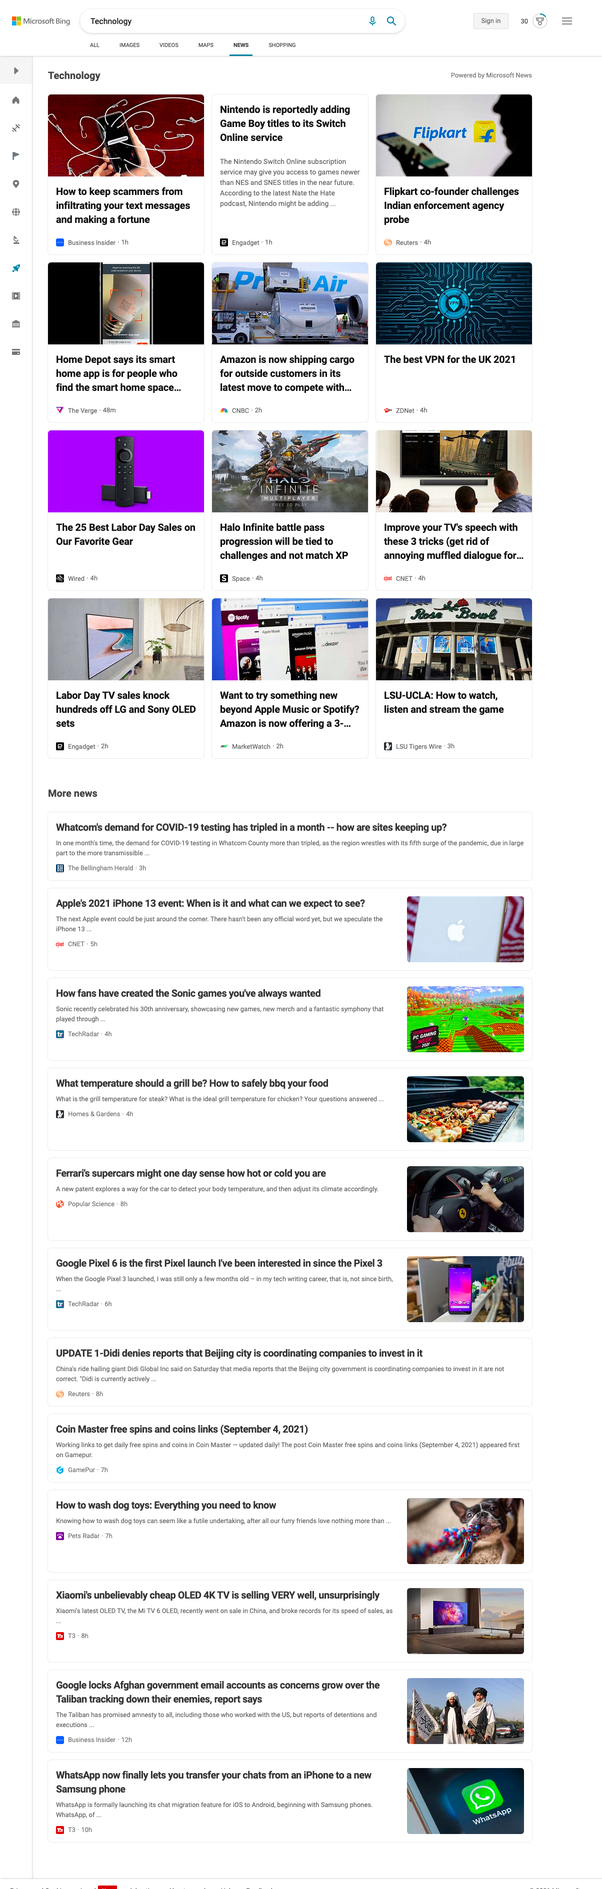 Microsoft Bing
Technology
Sign in
30
ALL
IMAGES
VIDEOS
MAPS
NEWS
SHOPPING
Technology
Powered by Microsoft News
How to keep scammers from
infiltrating your text messages
and making a fortune
Business Insider · 1h
Nintendo is reportedly adding
Game Boy titles to its Switch
Online service
The Nintendo Switch Online subscription
service may give you access to games newer
than NES and SNES titles in the near future.
According to the latest Nate the Hate
podcast, Nintendo might be adding ...
Engadget · 1h
Flipkart
Flipkart co-founder challenges
Indian enforcement agency
probe
Reuters · 4h
Home Depot says its smart
home app is for people who
find the smart home space...
The Verge · 48m
Pr Air
Amazon is now shipping cargo
for outside customers in its
latest move to compete with...
CNBC · 2h
VPN
The best VPN for the UK 2021
ZDNet · 4h
The 25 Best Labor Day Sales on
Our Favorite Gear
Wired · 4h
HALO
INFINITE
MULTIPLAYER
FREE TO PLAY
Halo Infinite battle pass
progression will be tied to
challenges and not match XP
Space · 4h
Improve your TV's speech with
these 3 tricks (get rid of
annoying muffled dialogue for...
CNET · 4h
Labor Day TV sales knock
hundreds off LG and Sony OLED
sets
Engadget · 2h
Spotify
Want to try something new
beyond Apple Music or Spotify?
Amazon is now offering a 3-...
MarketWatch · 2h
Rose Bowl
LSU-UCLA: How to watch,
listen and stream the game
LSU Tigers Wire · 3h
More news
Whatcom's demand for COVID-19 testing has tripled in a month -- how are sites keeping up?
In one month's time, the demand for COVID-19 testing in Whatcom County more than tripled, as the region wrestles with its fifth surge of the pandemic, due in large
part to the more transmissible ...
The Bellingham Herald · 3h
Apple's 2021 iPhone 13 event: When is it and what can we expect to see?
The next Apple event could be just around the corner. There hasn't been any official word yet, but we speculate the
iPhone 13 ...
CNET · 5h
How fans have created the Sonic games you've always wanted
Sonic recently celebrated his 30th anniversary, showcasing new games, new merch and a fantastic symphony that
played through ...
TechRadar · 4h
PC GAMING
WEEK
2021
What temperature should a grill be? How to safely bbq your food
What is the grill temperature for steak? What is the ideal grill temperature for chicken? Your questions answered ...
Homes & Gardens · 4h
Ferrari's supercars might one day sense how hot or cold you are
A new patent explores a way for the car to detect your body temperature, and then adjust its climate accordingly.
Popular Science · 8h
Google Pixel 6 is the first Pixel launch I've been interested in since the Pixel 3
When the Google Pixel 3 launched, I was still only a few months old – in my tech writing career, that is, not since birth,
...
TechRadar · 6h
UPDATE 1-Didi denies reports that Beijing city is coordinating companies to invest in it
China's ride hailing giant Didi Global Inc said on Saturday that media reports that the Beijing city government is coordinating companies to invest in it are not
correct. "Didi is currently actively ...
Reuters · 8h
Coin Master free spins and coins links (September 4, 2021)
Working links to get daily free spins and coins in Coin Master — updated daily! The post Coin Master free spins and coins links (September 4, 2021) appeared first
on Gamepur.
GamePur · 7h
How to wash dog toys: Everything you need to know
Knowing how to wash dog toys can seem like a futile undertaking, after all our furry friends love nothing more than ...
Pets Radar · 7h
Xiaomi's unbelievably cheap OLED 4K TV is selling VERY well, unsurprisingly
Xiaomi's latest OLED TV, the Mi TV 6 OLED, recently went on sale in China, and broke records for its speed of sales, as
...
T3 · 8h
Google locks Afghan government email accounts as concerns grow over the
Taliban tracking down their enemies, report says
The Taliban has promised amnesty to all, including those who worked with the US, but reports of detentions and
executions ...
Business Insider · 12h
WhatsApp now finally lets you transfer your chats from an iPhone to a new
Samsung phone
WhatsApp is formally launching its chat migration feature for iOS to Android, beginning with Samsung phones.
WhatsApp, of ...
T3 · 10h
WhatsApp